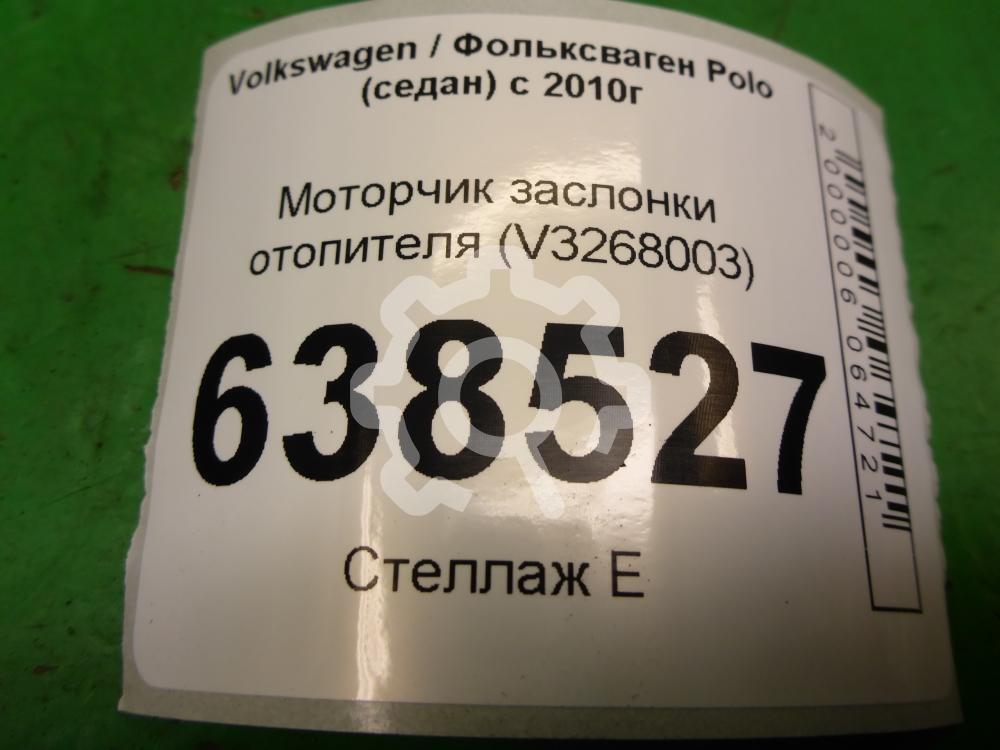 Volkswagen / Фольксваген Polo
(седан) с 2010г
Моторчик заслонки
отопителя (V3268003)
638527
Стеллаж E
2000006064721